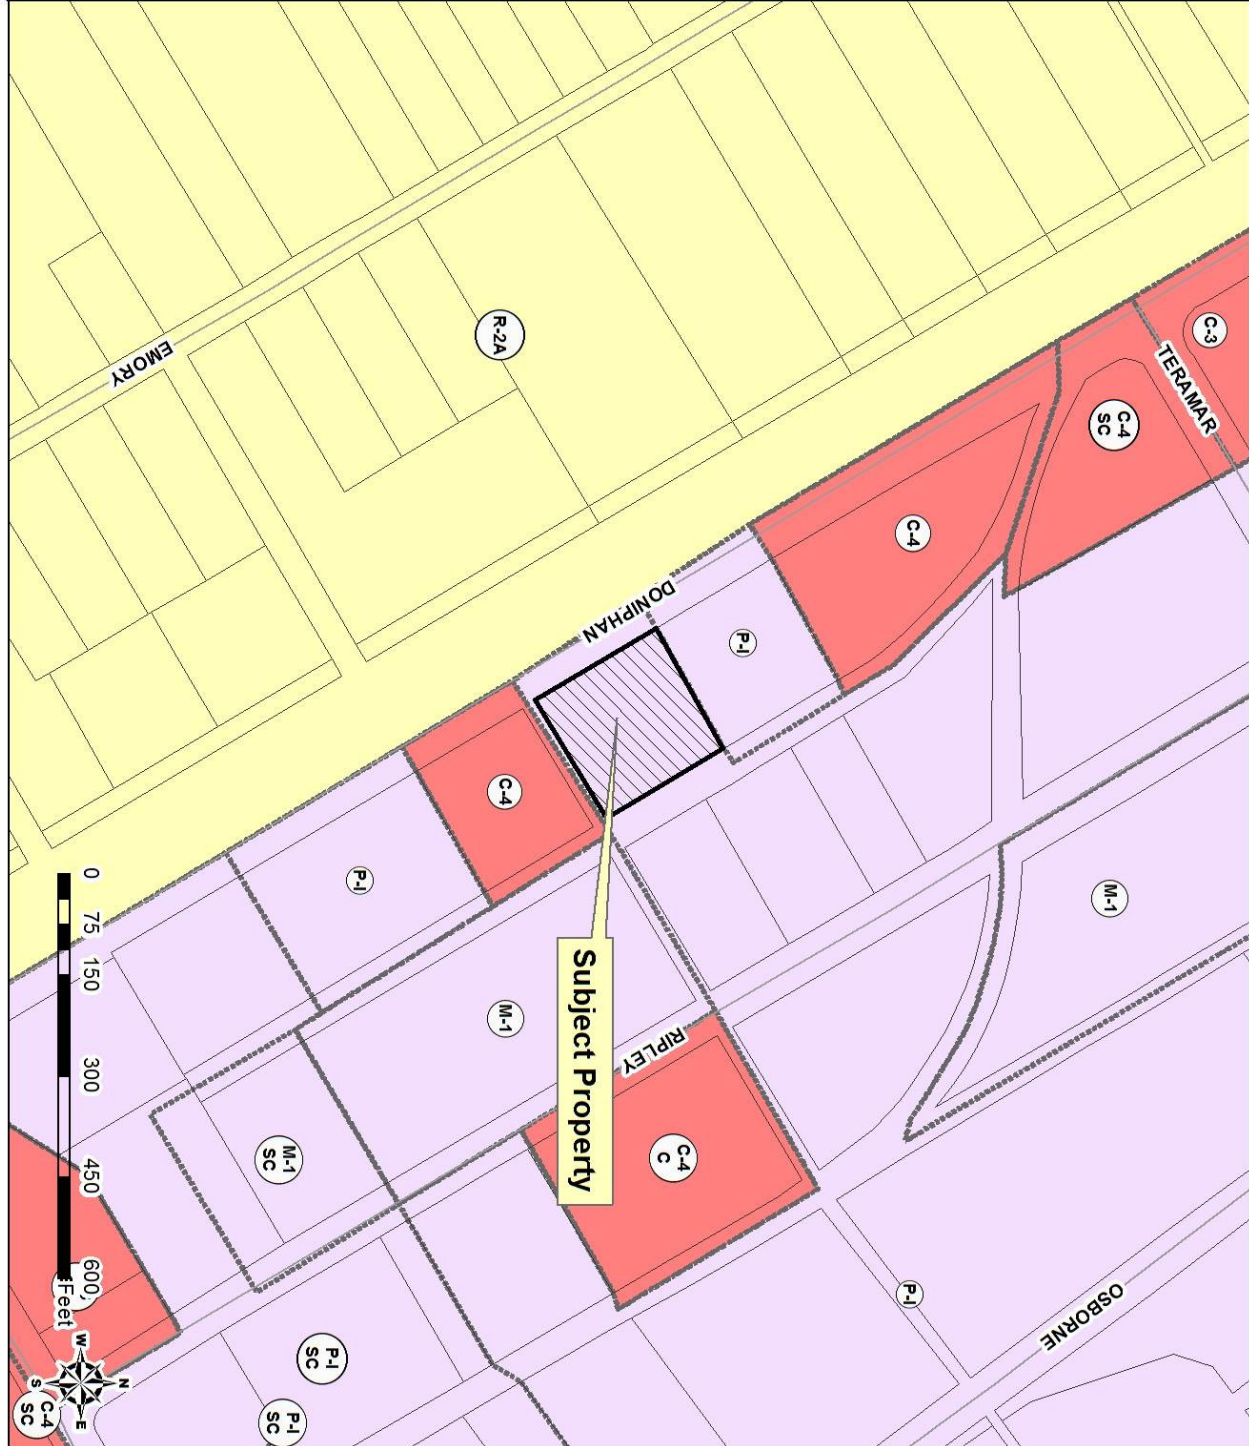 C-3
TERAMAR
C-4
SC
M-1
OSBORNE
C-4
P-I
P-I
C-4
C
RIPLEY
DONIPHAN
Subject Property
R-2A
C-4
M-1
P-I
P-I
SC
M-1
SC
P-I
SC
EMORY
0 75 150 300 450 600
Feet
N
W
E
S
C-4
SC